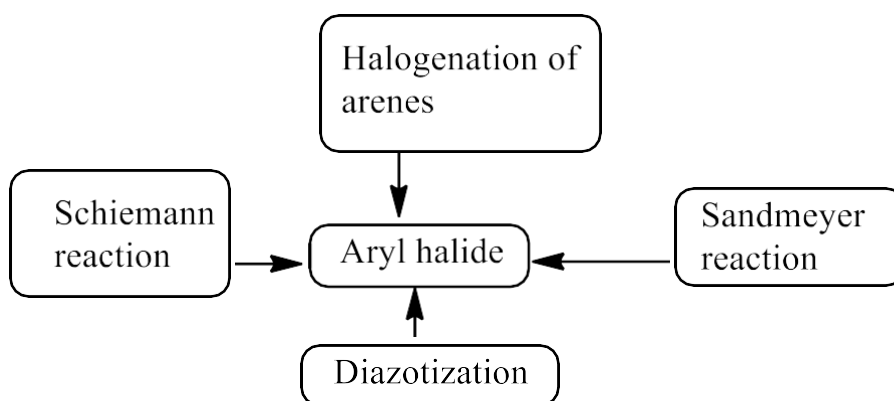 Halogenation of
arenes
Schiemann
reaction
Aryl halide
Sandmeyer
reaction
Diazotization